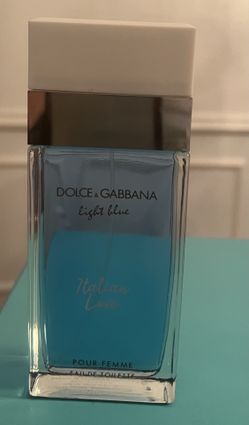 DOLCE & GABBANA
light blue
Italian
Love
POUR FEMME
EAU DE TOILETTE